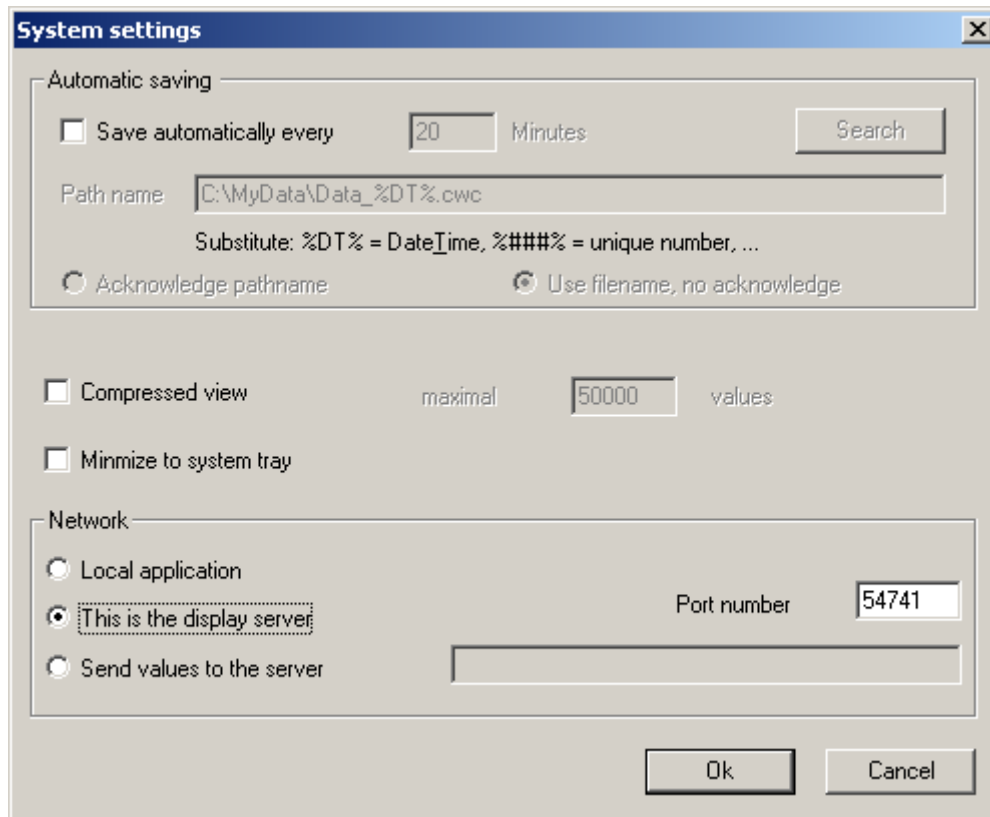 System settings
Automatic saving
Save automatically every 20 Minutes Search
Path name C:\MyData\Data_%DT%.cwc
Substitute: %DT% = DateTime, %###% = unique number, ...
Acknowledge pathname Use filename, no acknowledge
Compressed view maximal 50000 values
Minmize to system tray
Network
Local application
This is the display server Port number 54741
Send values to the server
Ok Cancel